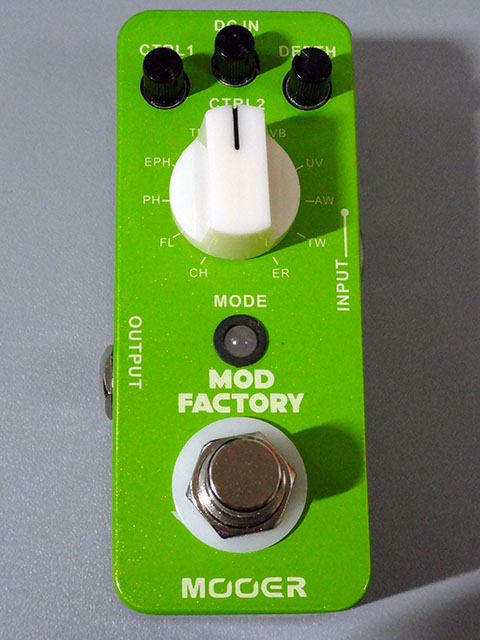 DC IN
CTRL1
DEPTH
CTRL2
VB
EPH
UV
PH
AW
FL
TW
CH
ER
INPUT
MODE
OUTPUT
MOD
FACTORY
MOOER